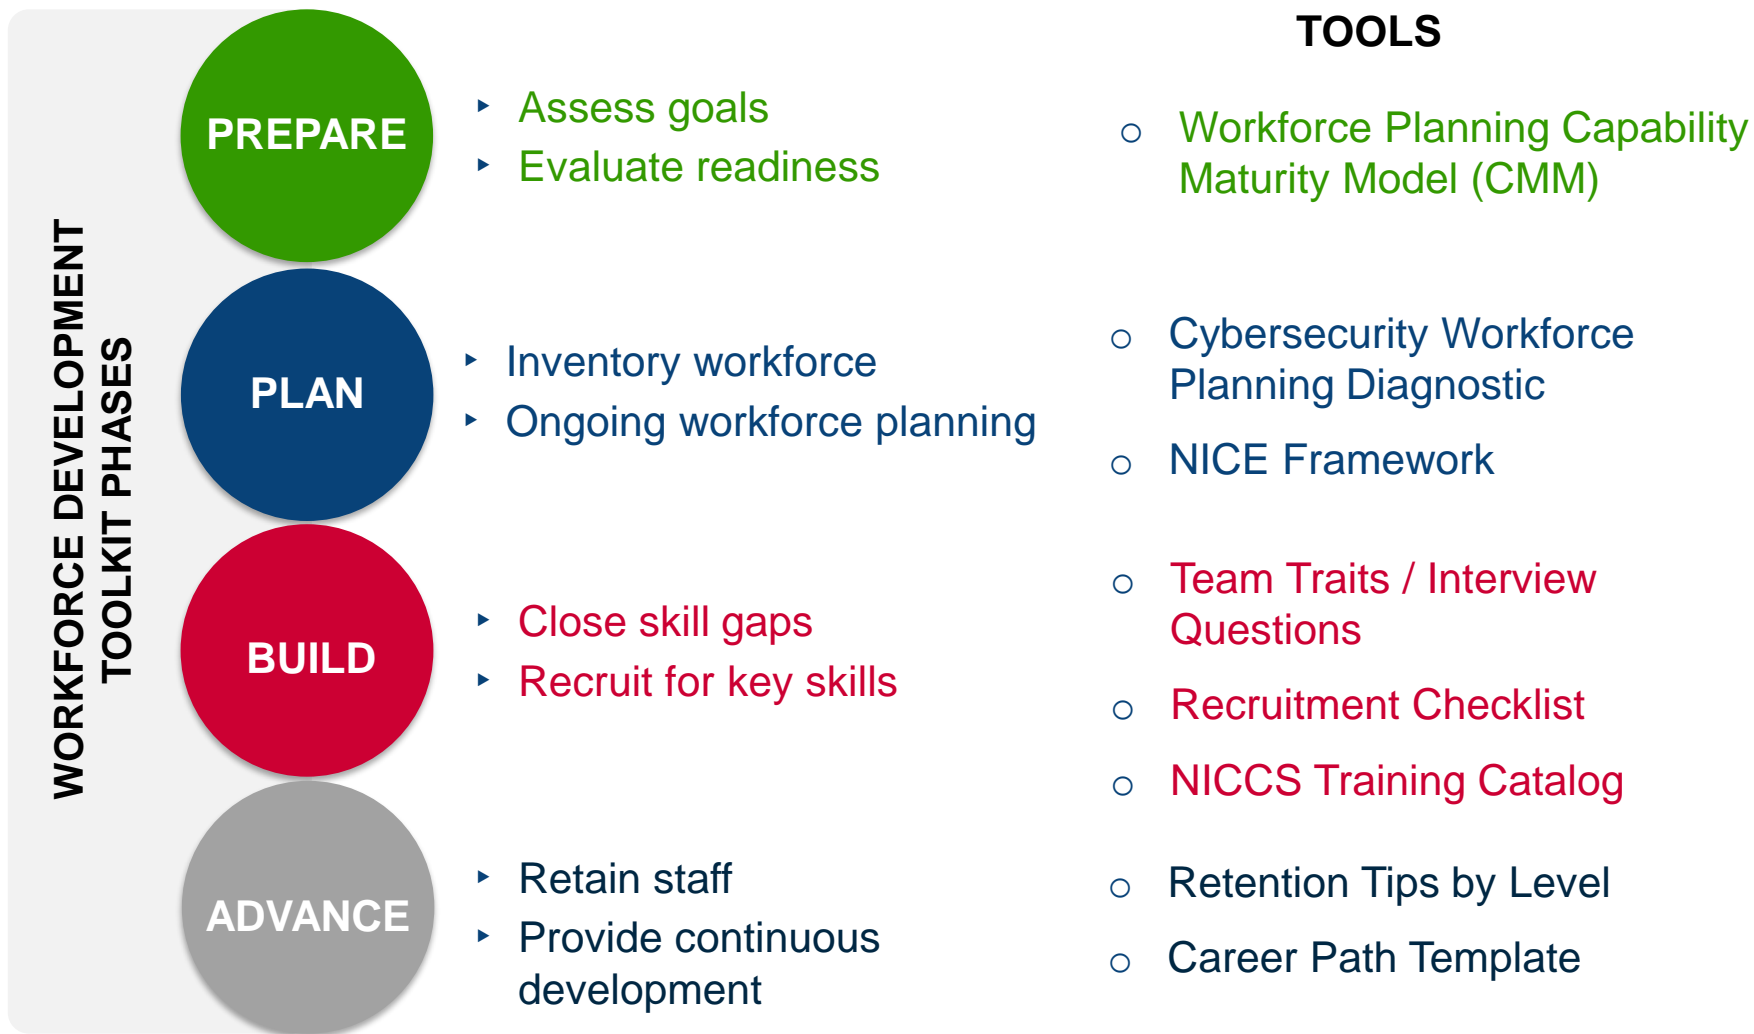 WORKFORCE DEVELOPMENT
TOOLKIT PHASES
TOOLS
PREPARE
‣ Assess goals
‣ Evaluate readiness
o Workforce Planning Capability
Maturity Model (CMM)
PLAN
‣ Inventory workforce
‣ Ongoing workforce planning
o Cybersecurity Workforce
Planning Diagnostic
o NICE Framework
BUILD
‣ Close skill gaps
‣ Recruit for key skills
o Team Traits / Interview
Questions
o Recruitment Checklist
o NICCS Training Catalog
ADVANCE
‣ Retain staff
‣ Provide continuous
development
o Retention Tips by Level
o Career Path Template